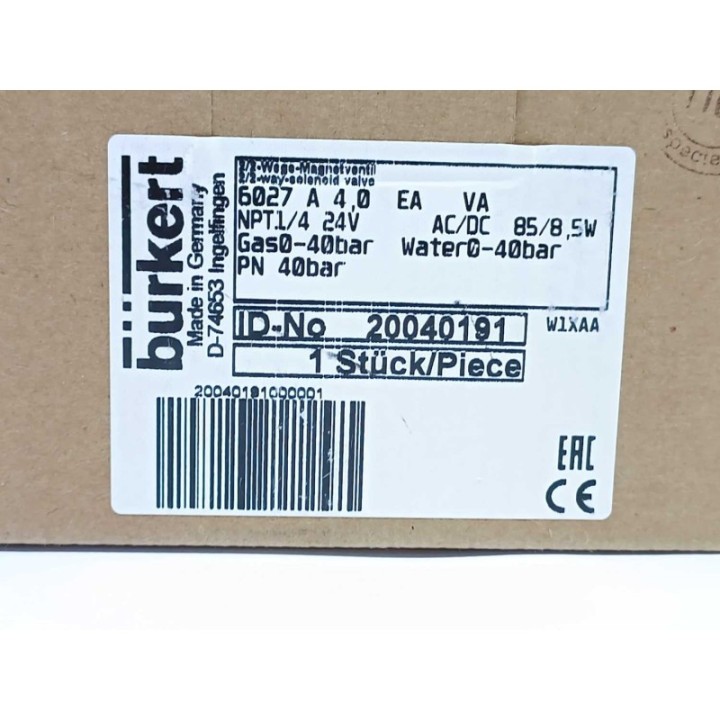 bürkert
Made in Germany
D-74653 Ingelfingen
2/2-Wege-Magnetventil
2/2-way-solenoid valve
6027 A 4,0 EA VA
NPT1/4 24V AC/DC 85/8,5W
Gas0-40bar Water0-40bar
PN 40bar
ID-No 20040191
W1XAA
1 Stück/Piece
20040191000001
EAC
CE